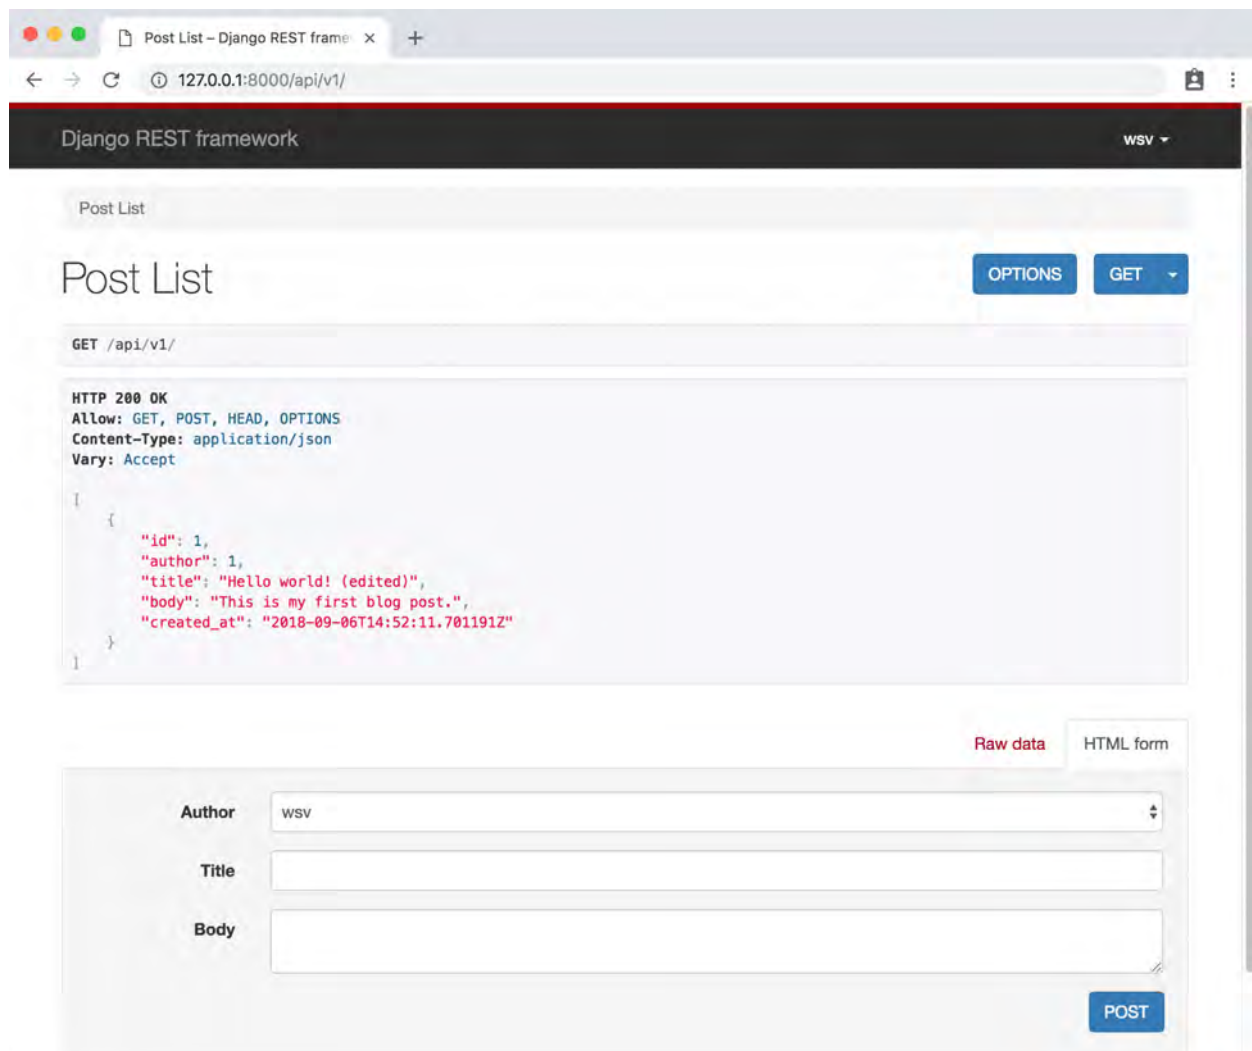 Post List – Django REST frame
127.0.0.1:8000/api/v1/
Django REST framework
wsv
Post List
Post List
OPTIONS
GET
GET /api/v1/
HTTP 200 OK
Allow: GET, POST, HEAD, OPTIONS
Content-Type: application/json
Vary: Accept
[
{
"id": 1,
"author": 1,
"title": "Hello world! (edited)",
"body": "This is my first blog post.",
"created_at": "2018-09-06T14:52:11.701191Z"
}
]
Raw data
HTML form
Author
wsv
Title
Body
POST